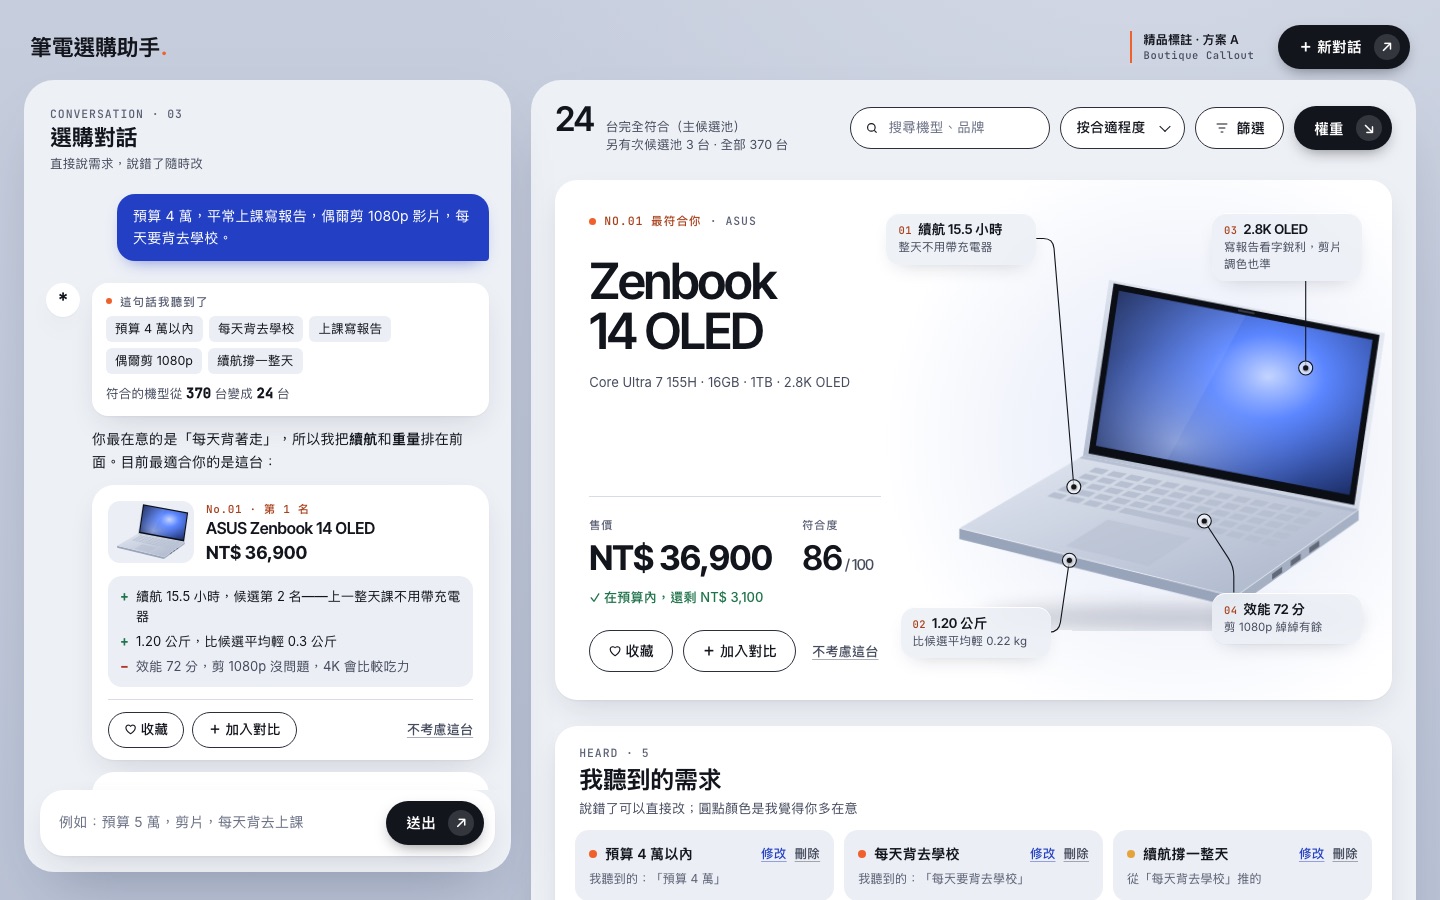 筆電選購助手.
精品標註 · 方案 A
Boutique Callout
+ 新對話
CONVERSATION · 03
選購對話
直接說需求，說錯了隨時改
預算 4 萬，平常上課寫報告，偶爾剪 1080p 影片，每
天要背去學校。
*
這句話我聽到了
預算 4 萬以內
每天背去學校
上課寫報告
偶爾剪 1080p
續航撐一整天
符合的機型從 370 台變成 24 台
你最在意的是「每天背著走」，所以我把續航和重量排在前
面。目前最適合你的是這台：
No.01 · 第 1 名
ASUS Zenbook 14 OLED
NT$ 36,900
+ 續航 15.5 小時，候選第 2 名——上一整天課不用帶充電
器
+ 1.20 公斤，比候選平均輕 0.3 公斤
− 效能 72 分，剪 1080p 沒問題，4K 會比較吃力
收藏
+ 加入對比
不考慮這台
例如：預算 5 萬，剪片，每天背去上課
送出
24
台完全符合（主候選池）
另有次候選池 3 台 · 全部 370 台
搜尋機型、品牌
按合適程度
篩選
權重
NO.01 最符合你 · ASUS
Zenbook
14 OLED
Core Ultra 7 155H · 16GB · 1TB · 2.8K OLED
售價
NT$ 36,900
符合度
86 / 100
✓ 在預算內，還剩 NT$ 3,100
收藏
+ 加入對比
不考慮這台
01 續航 15.5 小時
整天不用帶充電器
03 2.8K OLED
寫報告看字銳利，剪片
調色也準
02 1.20 公斤
比候選平均輕 0.22 kg
04 效能 72 分
剪 1080p 綽綽有餘
HEARD · 5
我聽到的需求
說錯了可以直接改；圓點顏色是我覺得你多在意
預算 4 萬以內
修改 刪除
我聽到的：「預算 4 萬」
每天背去學校
修改 刪除
我聽到的：「每天要背去學校」
續航撐一整天
修改 刪除
從「每天背去學校」推的